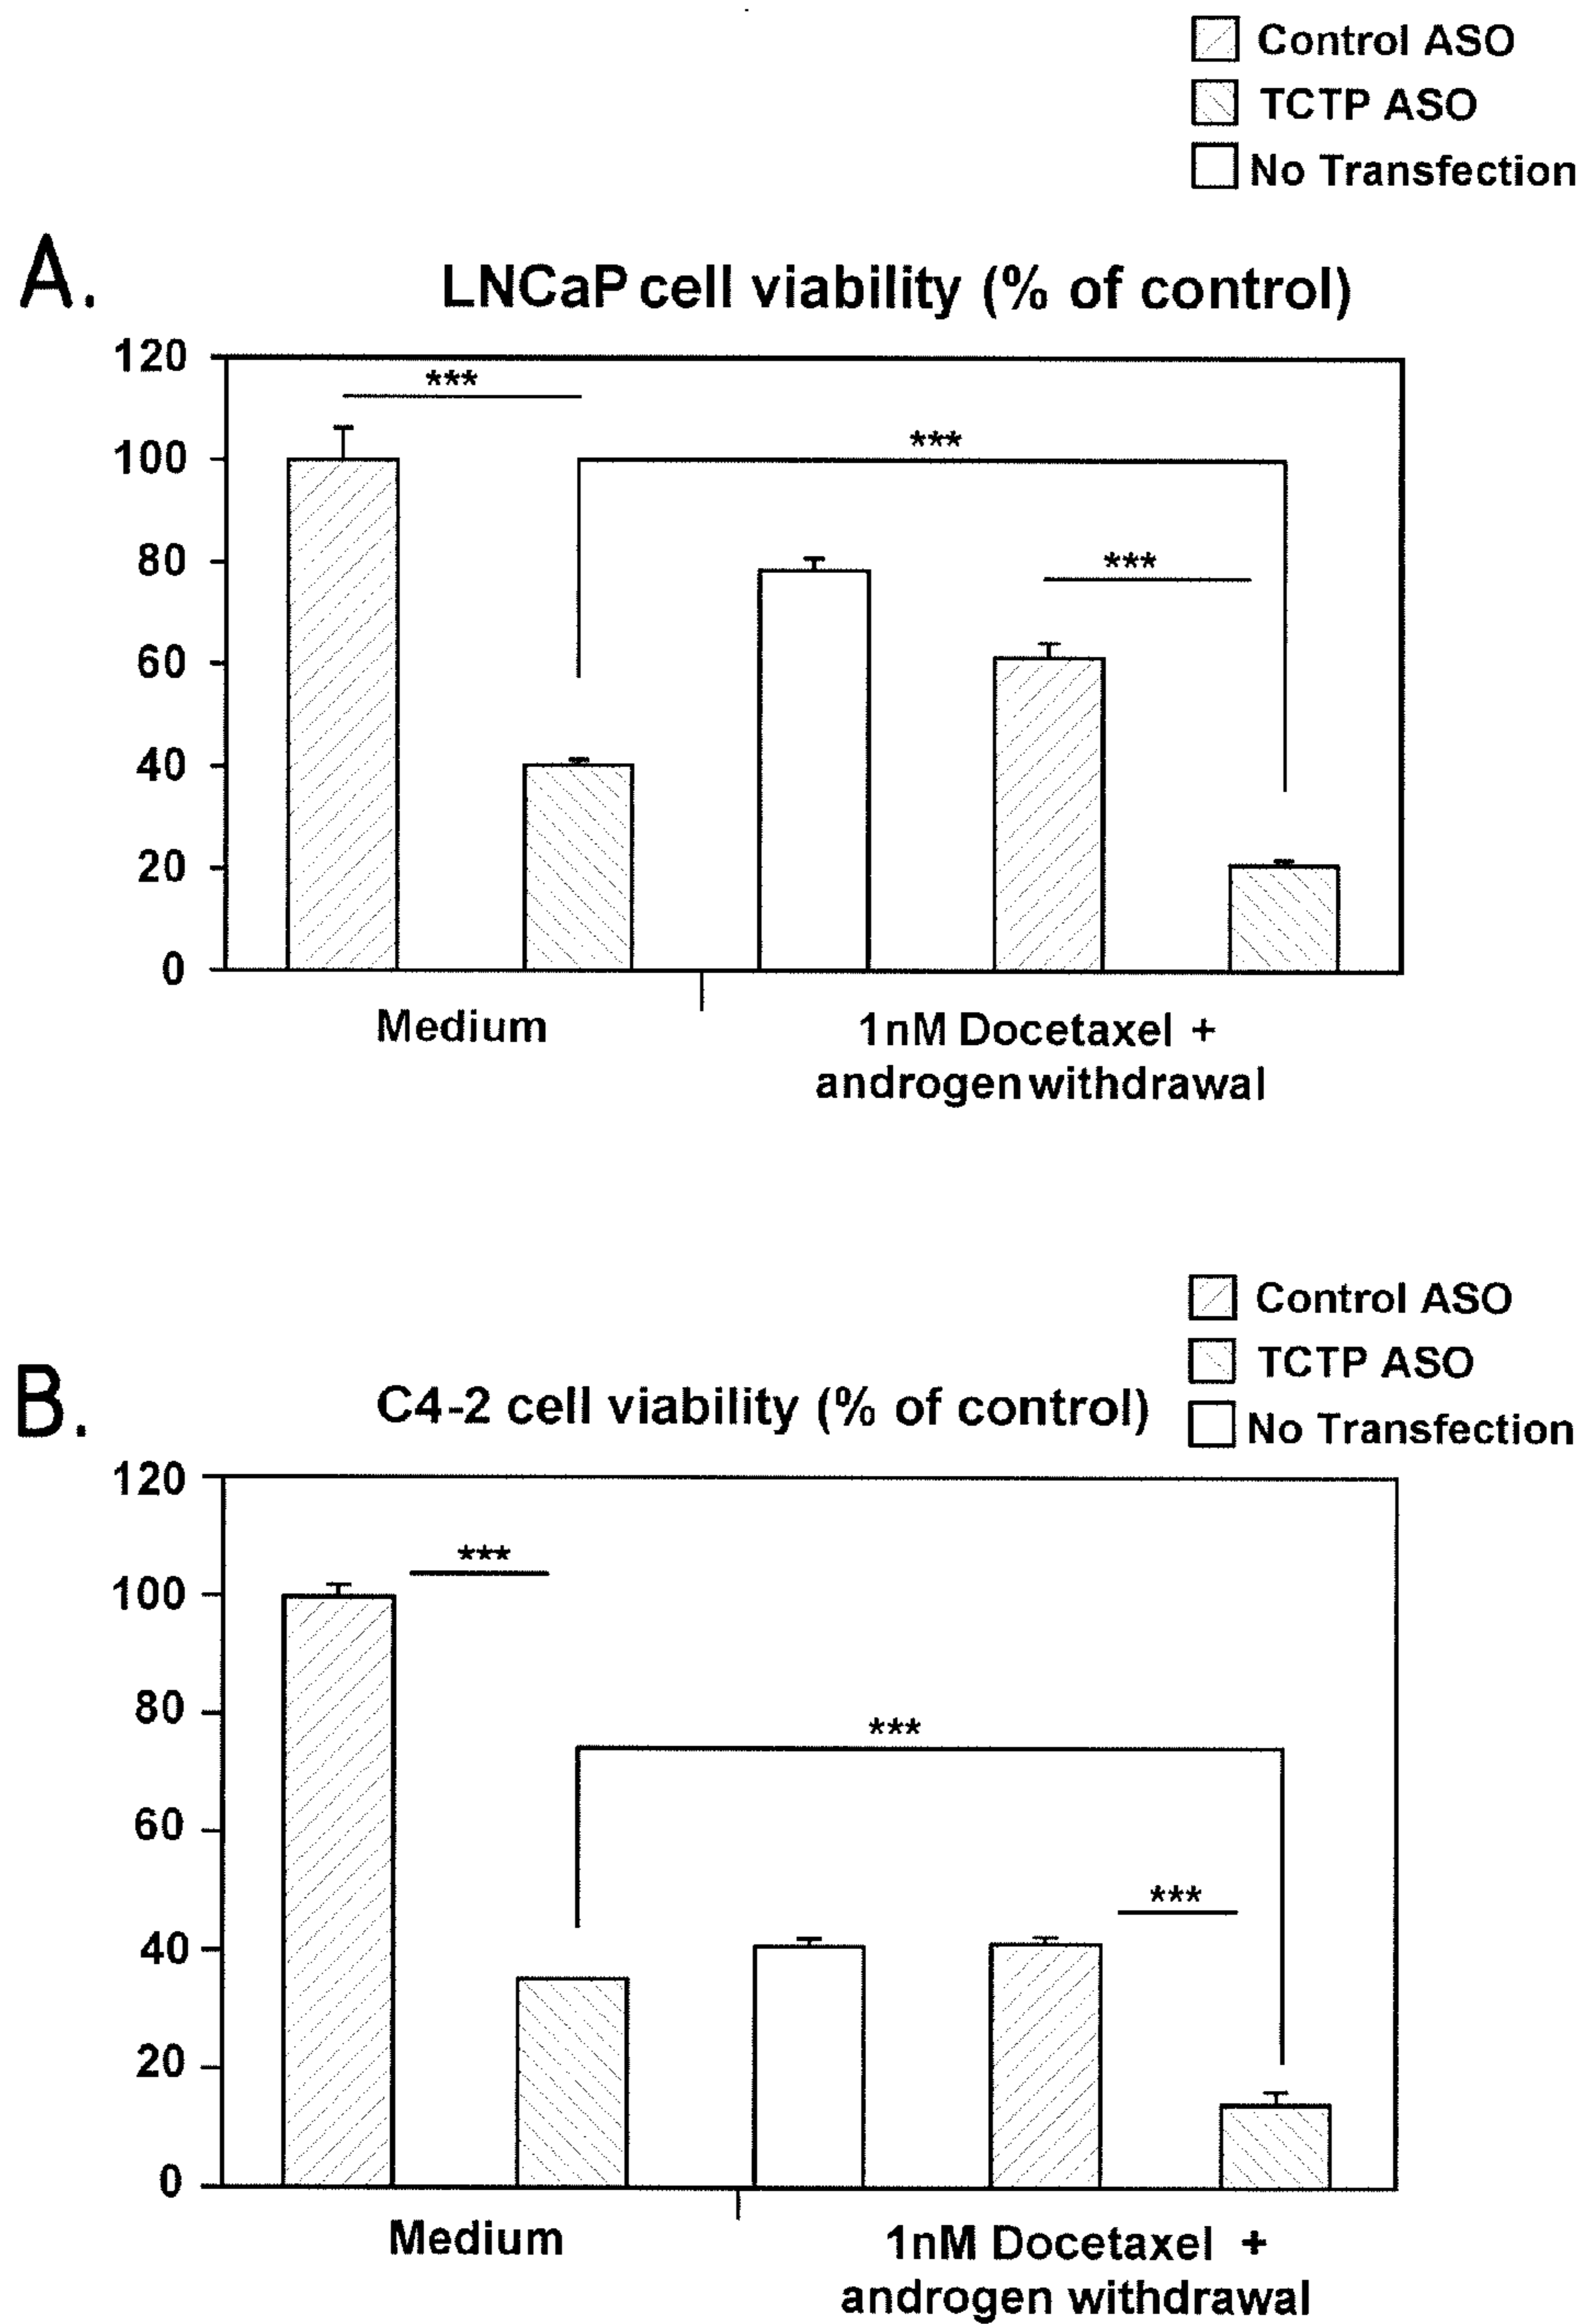 Control ASO
TCTP ASO
No Transfection
A.
LNCaP cell viability (% of control)
120
***
100
***
80
***
60
40
20
0
Medium
1nM Docetaxel +
androgen withdrawal
Control ASO
TCTP ASO
No Transfection
B.
C4-2 cell viability (% of control)
120
***
100
80
***
60
***
40
20
0
Medium
1nM Docetaxel +
androgen withdrawal